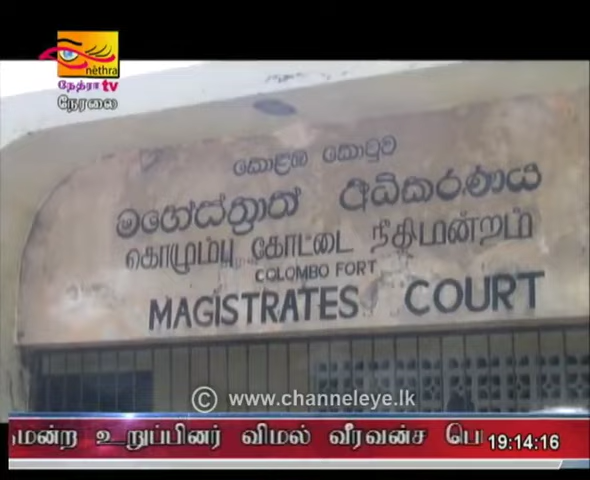 nethra
நேத்ரா tv
நேரலை
කොළඹ කොටුව
මහේස්ත්‍රාත් අධිකරණය
கொழும்பு கோட்டை நீதிமன்றம்
COLOMBO FORT
MAGISTRATES COURT
© www.channeleye.lk
மன்ற உறுப்பினர் விமல் வீரவன்ச பொ
19:14:16